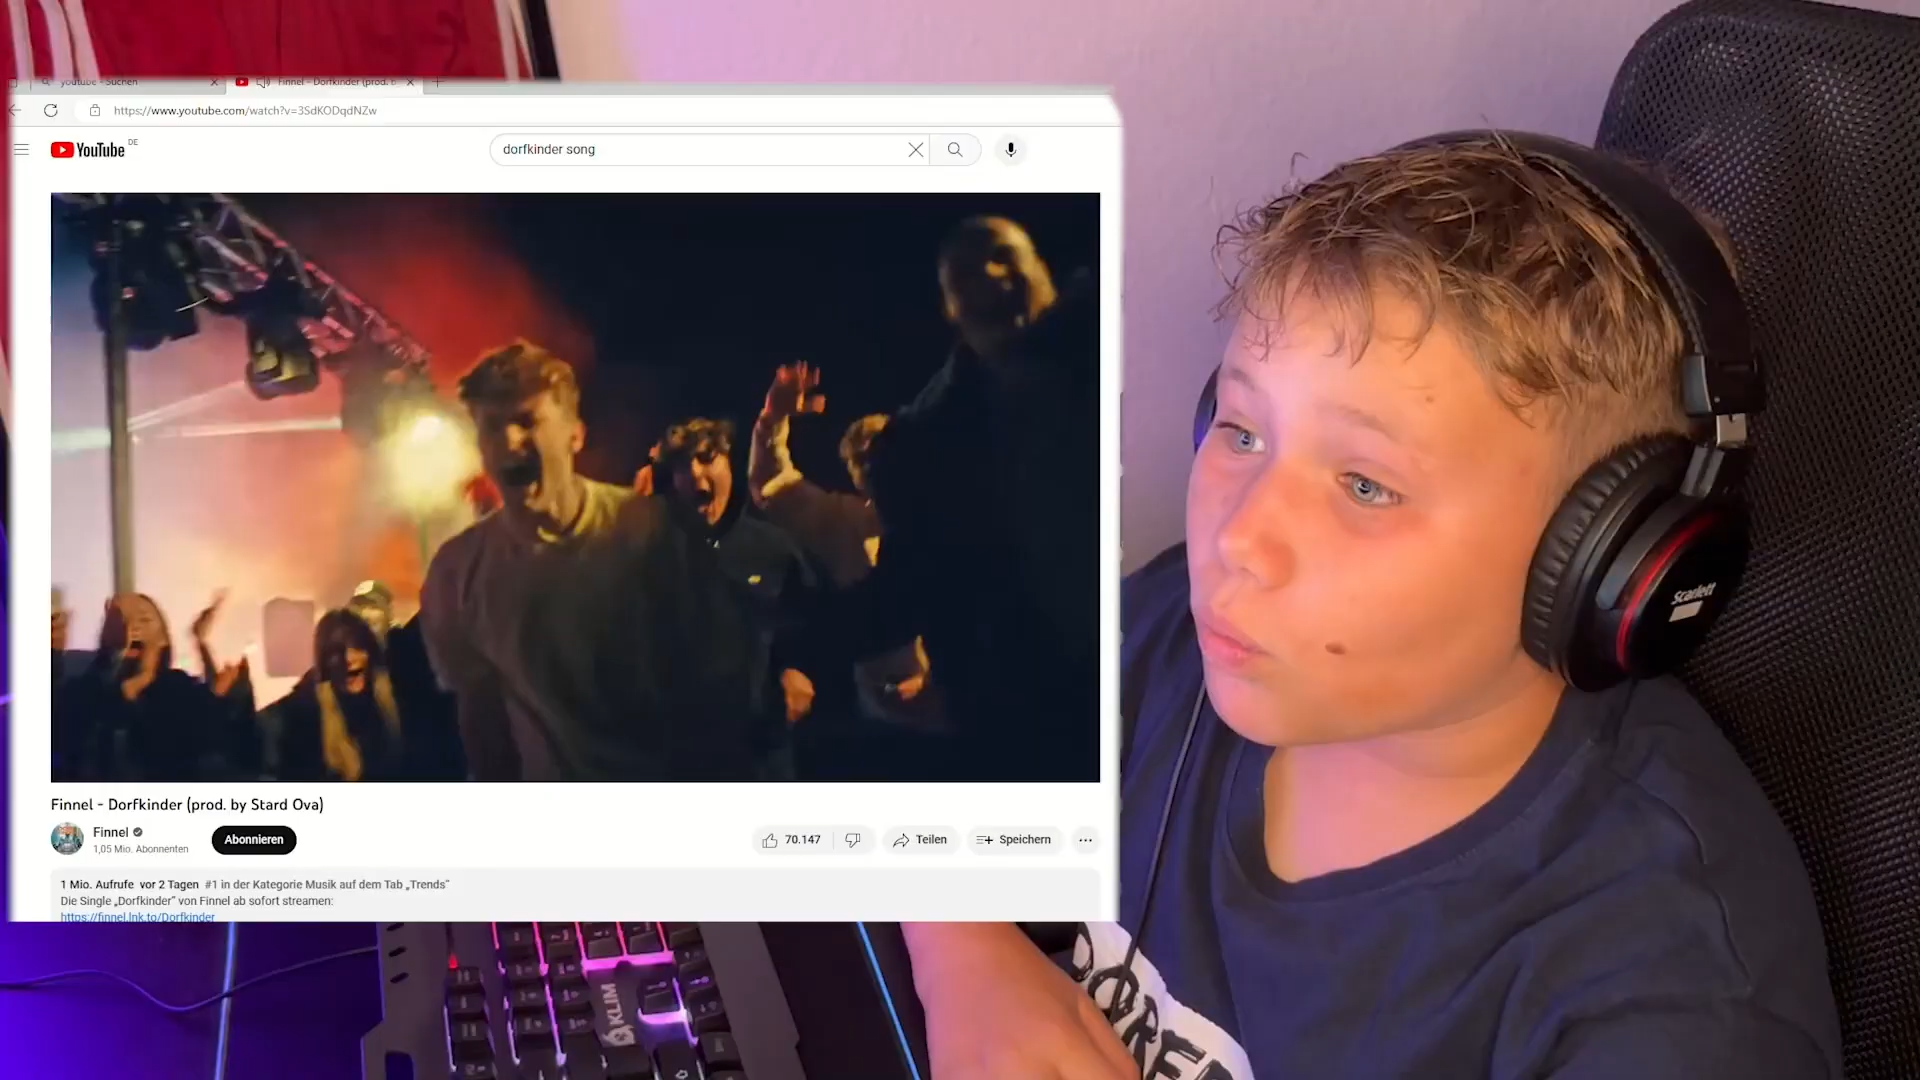 youtube - Suchen
Finnel - Dorfkinder (prod. b
https://www.youtube.com/watch?v=3SdKODqdNZw
YouTube DE
dorfkinder song
Finnel - Dorfkinder (prod. by Stard Ova)
Finnel
1,05 Mio. Abonnenten
Abonnieren
70.147
Teilen
Speichern
1 Mio. Aufrufe vor 2 Tagen #1 in der Kategorie Musik auf dem Tab „Trends“
Die Single „Dorfkinder“ von Finnel ab sofort streamen:
https://finnel.lnk.to/Dorfkinder
Scarlett
KLIM